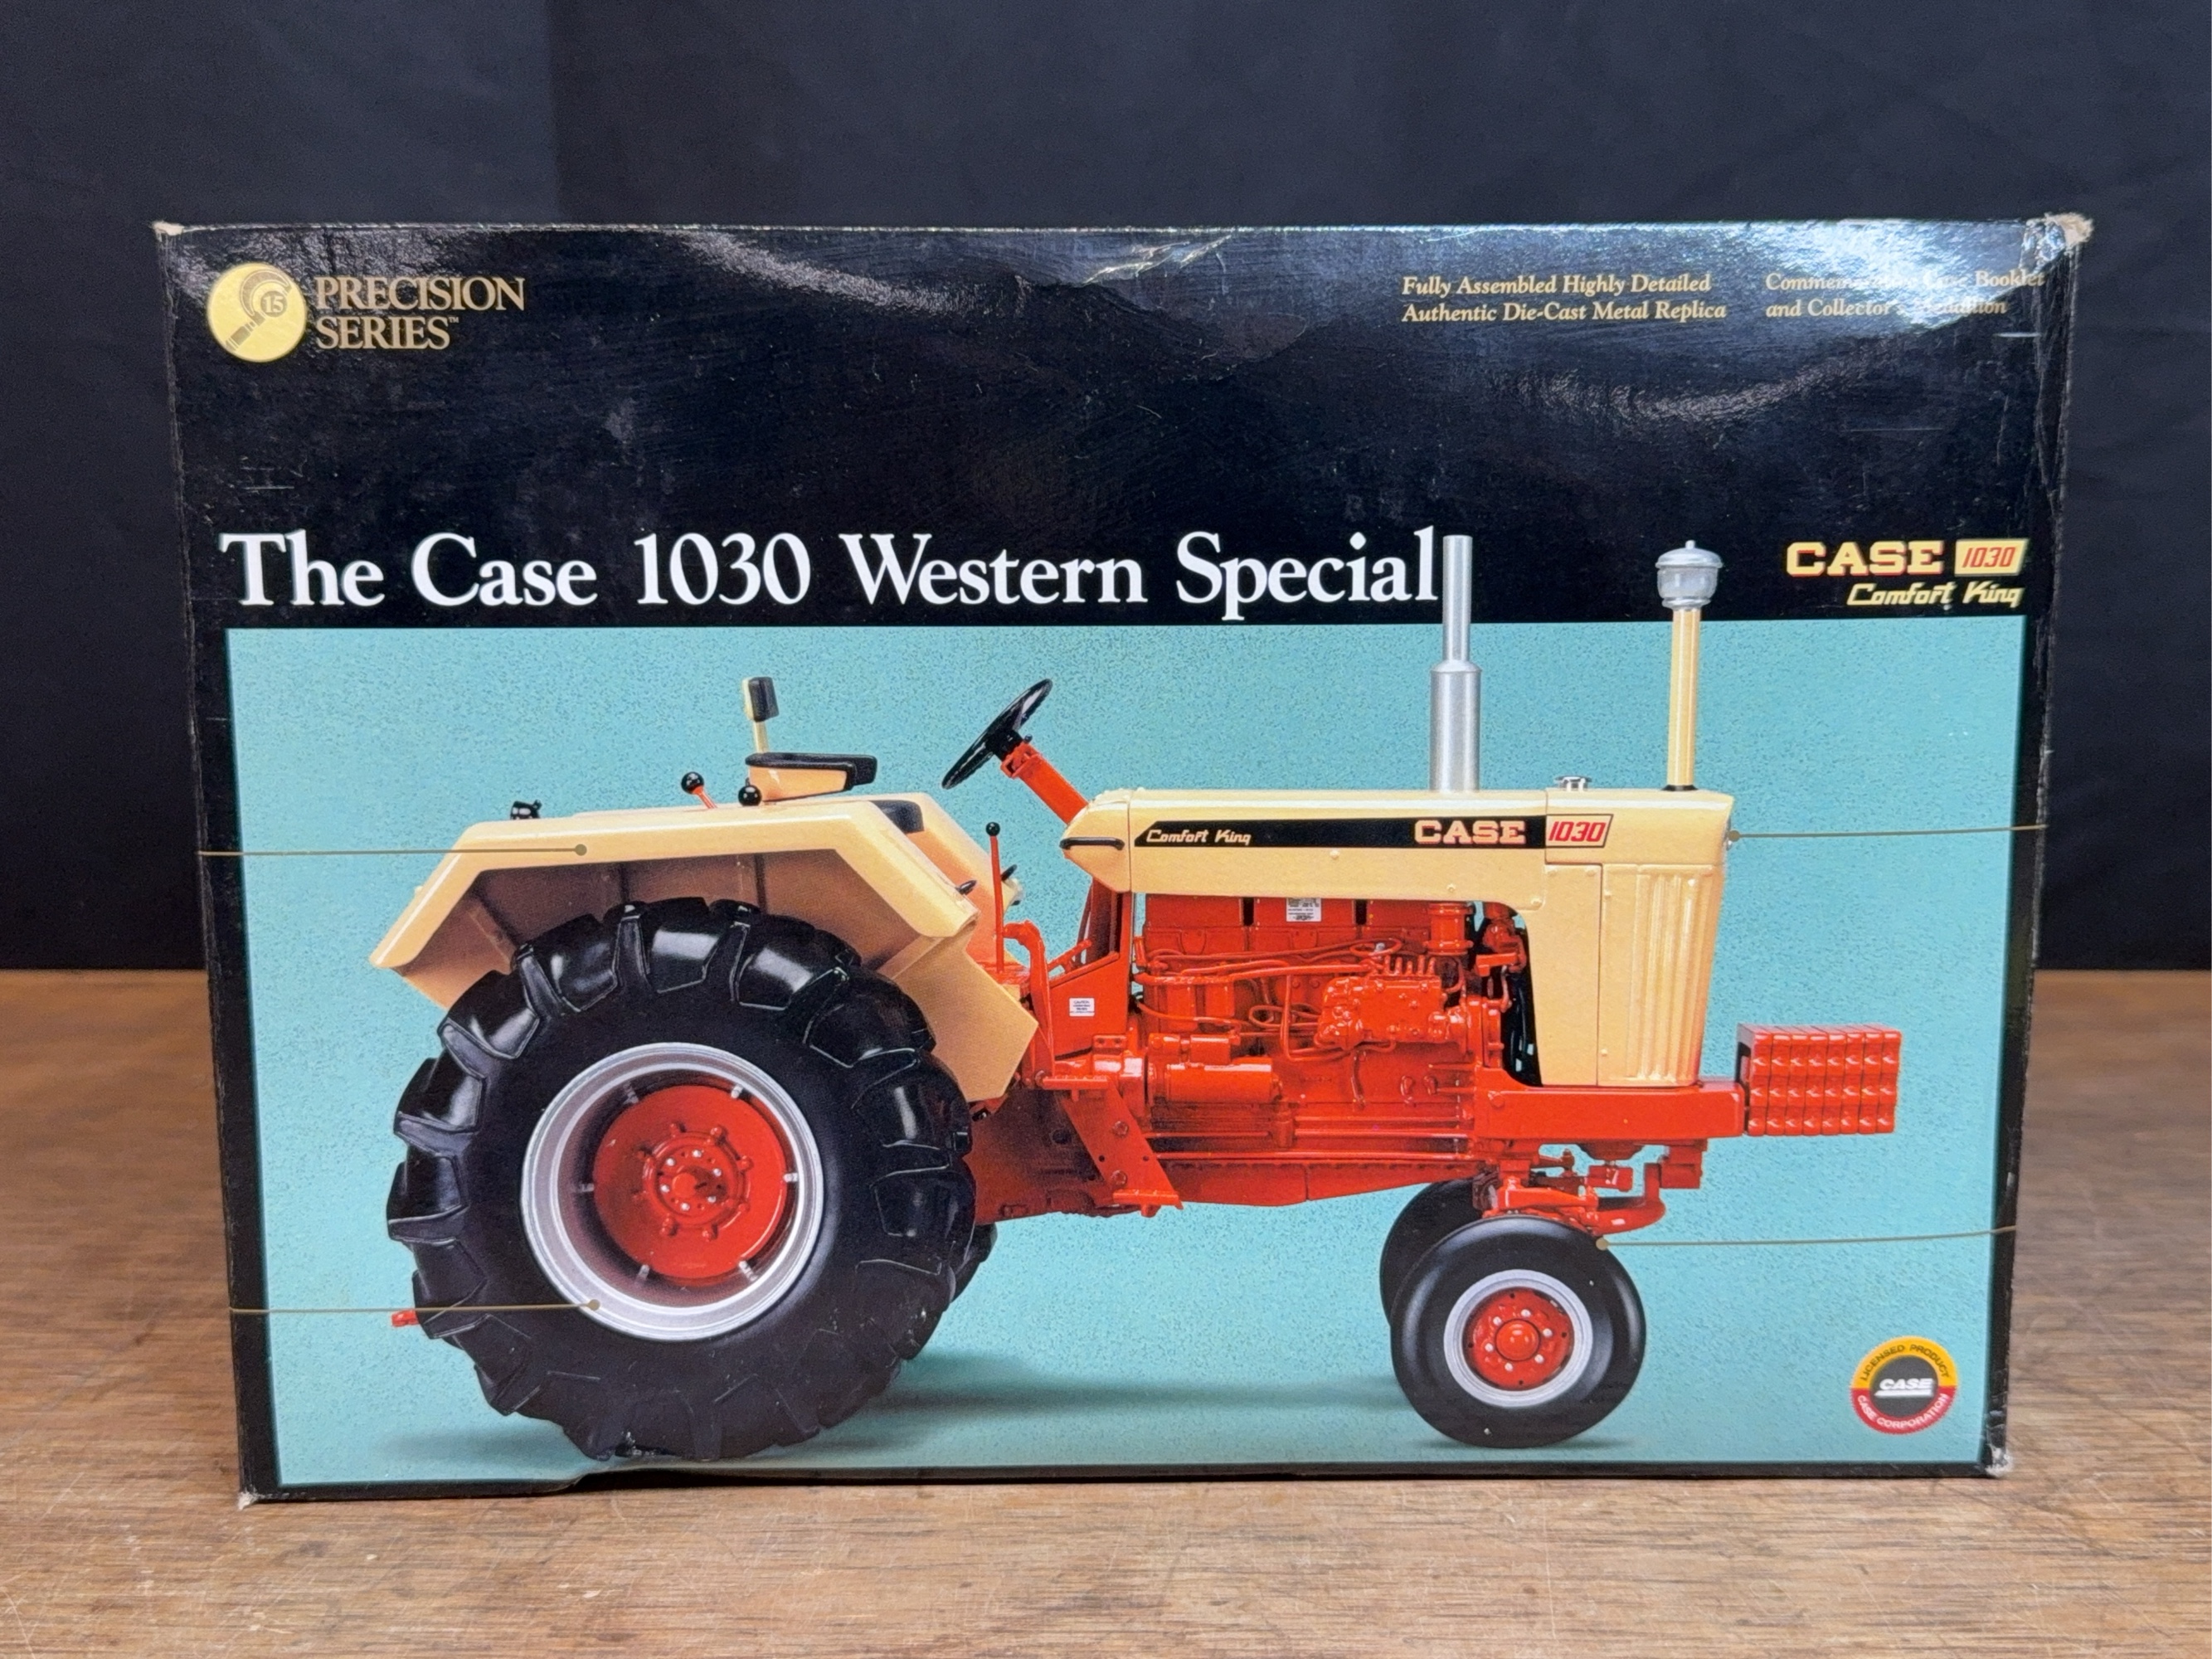 15
PRECISION
SERIES™
Fully Assembled Highly Detailed
Authentic Die-Cast Metal Replica
Booklet
and Collector's
The Case 1030 Western Special
CASE 1030
Comfort King
Comfort King CASE 1030
LICENSED PRODUCT
CASE
CASE CORPORATION